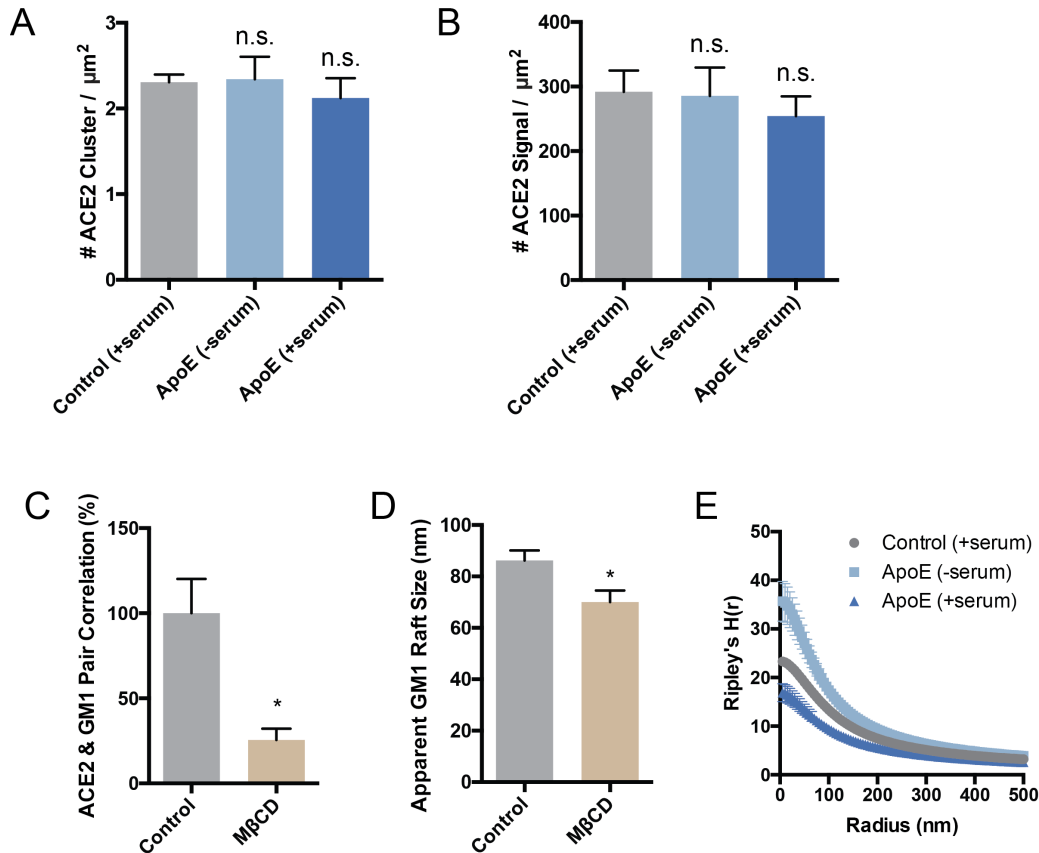 A
# ACE2 Cluster / µm²
3
2
1
0
n.s.
n.s.
Control (+serum)
ApoE (-serum)
ApoE (+serum)
B
# ACE2 Signal / µm²
400
300
200
100
0
n.s.
n.s.
Control (+serum)
ApoE (-serum)
ApoE (+serum)
C
ACE2 & GM1 Pair Correlation (%)
150
100
50
0
*
Control
MβCD
D
Apparent GM1 Raft Size (nm)
100
80
60
40
20
0
*
Control
MβCD
E
Ripley's H(r)
50
40
30
20
10
0
Control (+serum)
ApoE (-serum)
ApoE (+serum)
0 100 200 300 400 500
Radius (nm)